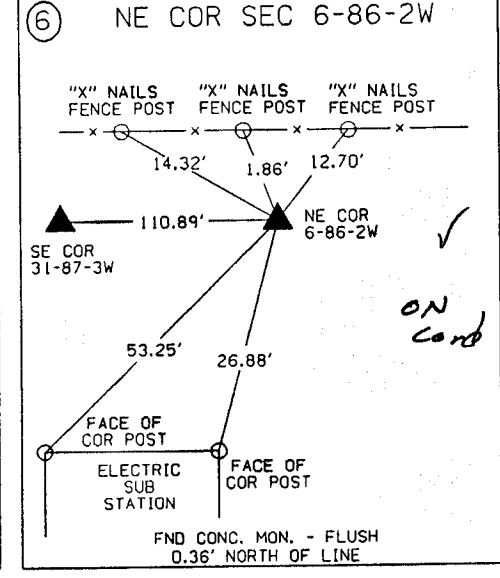 6 NE COR SEC 6-86-2W
"X" NAILS "X" NAILS "X" NAILS
FENCE POST FENCE POST FENCE POST
14.32' 1.86' 12.70'
110.89'
NE COR
6-86-2W
SE COR
31-87-3W
ON
Card
53.25' 26.88'
FACE OF
COR POST
ELECTRIC
SUB
STATION
FACE OF
COR POST
FND CONC. MON. - FLUSH
0.36' NORTH OF LINE